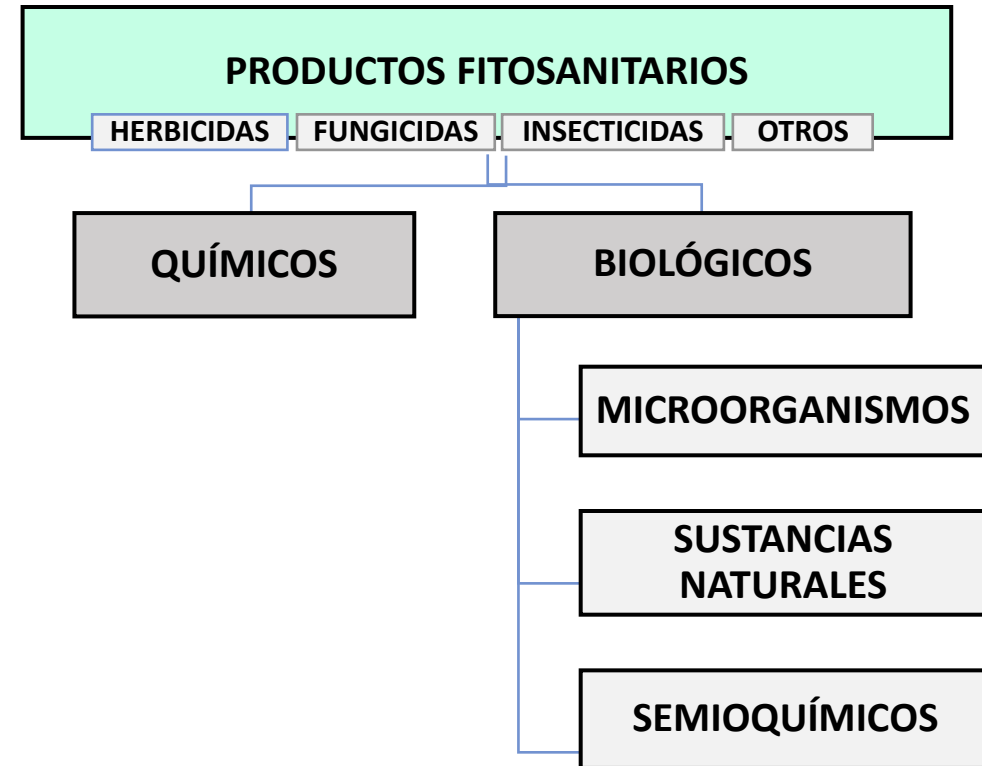 PRODUCTOS FITOSANITARIOS
HERBICIDAS
FUNGICIDAS
INSECTICIDAS
OTROS
QUÍMICOS
BIOLÓGICOS
MICROORGANISMOS
SUSTANCIAS
NATURALES
SEMIOQUÍMICOS